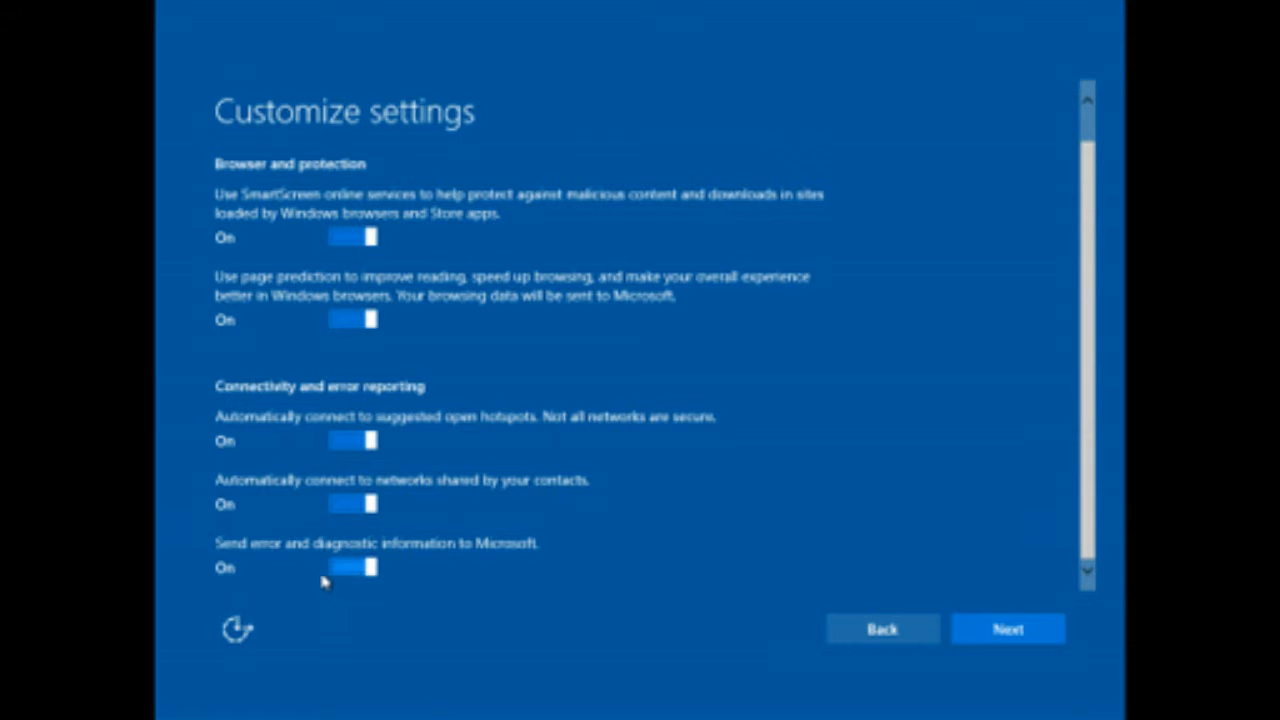 Customize settings
Browser and protection
Use SmartScreen online services to help protect against malicious content and downloads in sites
loaded by Windows browsers and Store apps.
On
Use page prediction to improve reading, speed up browsing, and make your overall experience
better in Windows browsers. Your browsing data will be sent to Microsoft.
On
Connectivity and error reporting
Automatically connect to suggested open hotspots. Not all networks are secure.
On
Automatically connect to networks shared by your contacts.
On
Send error and diagnostic information to Microsoft.
On
Back
Next